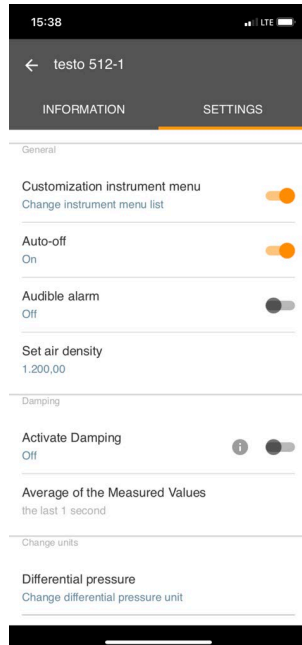 15:38
LTE
testo 512-1
INFORMATION
SETTINGS
General
Customization instrument menu
Change instrument menu list
Auto-off
On
Audible alarm
Off
Set air density
1.200,00
Damping
Activate Damping
Off
i
Average of the Measured Values
the last 1 second
Change units
Differential pressure
Change differential pressure unit